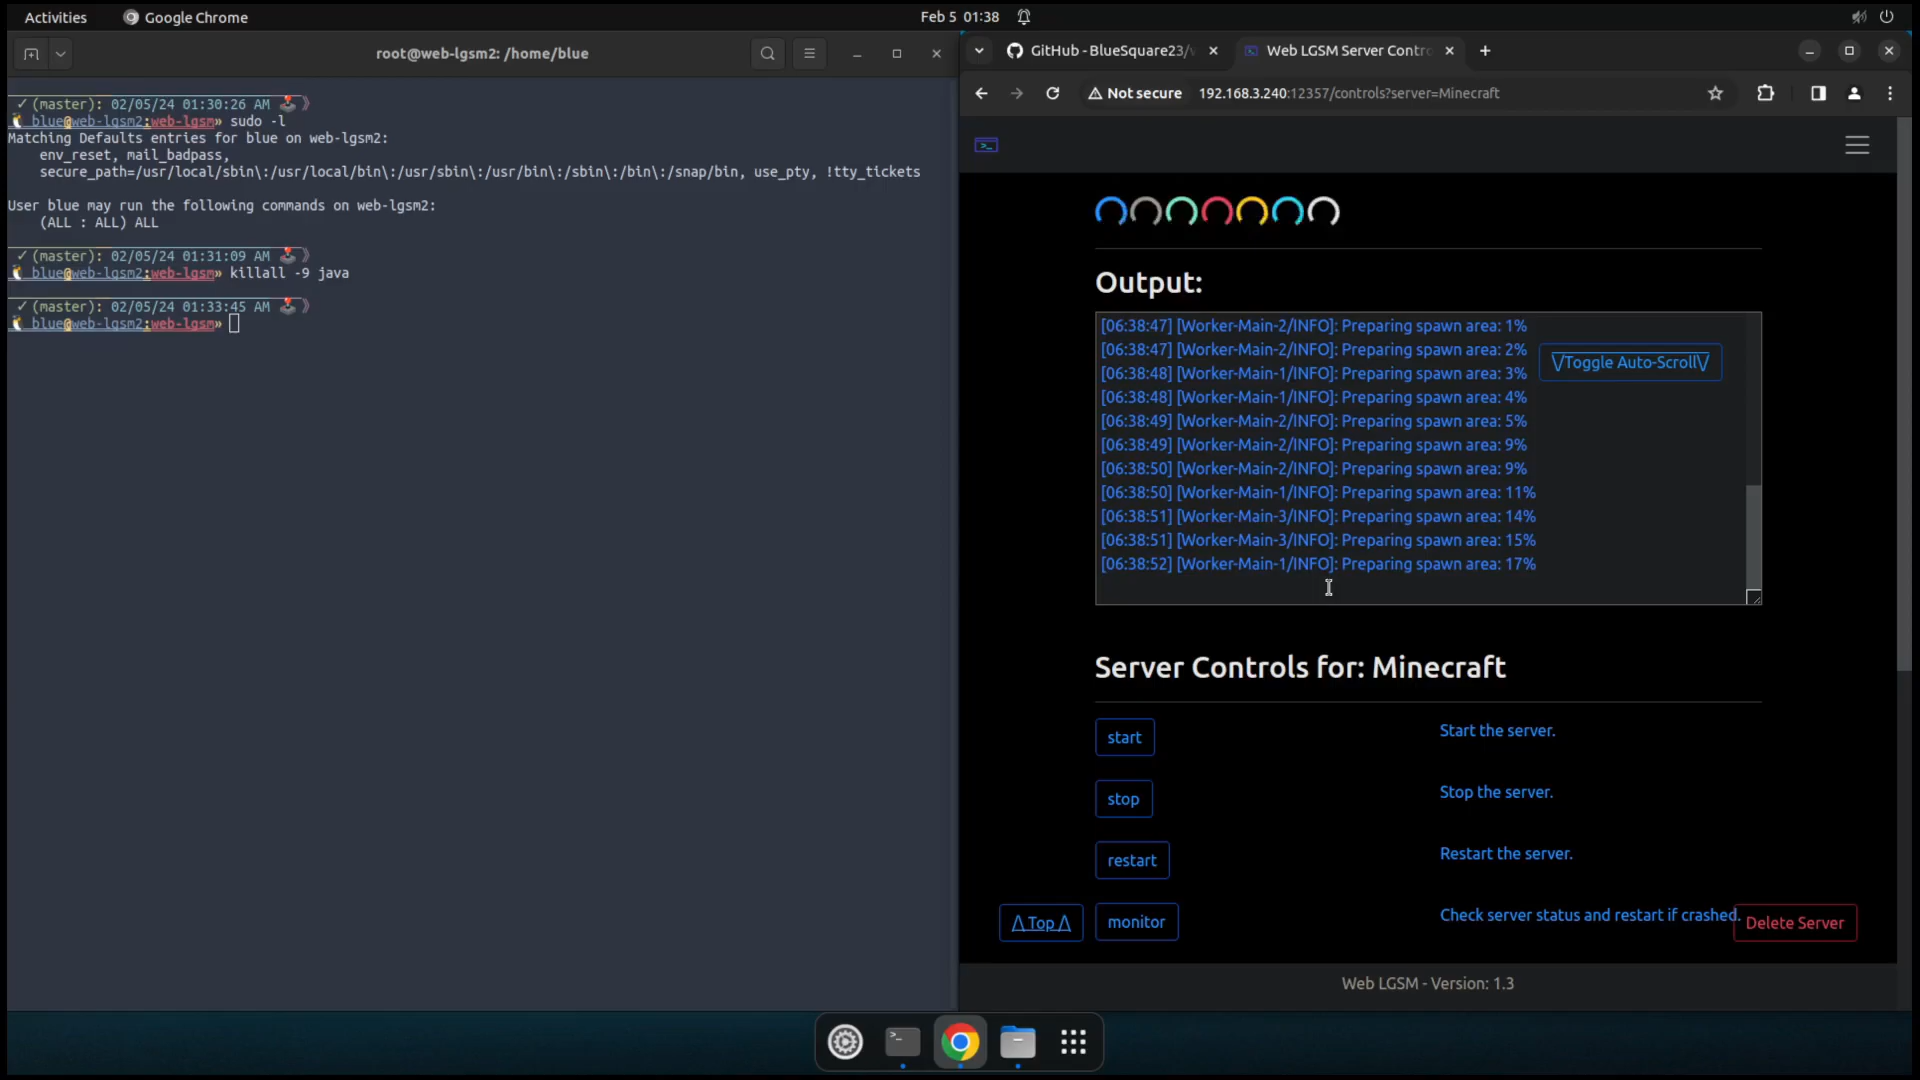 Activities
Google Chrome
Feb 5 01:38
root@web-lgsm2: /home/blue
✓ (master): 02/05/24 01:30:26 AM 🕹️ 》
blue@web-lgsm2:web-lgsm» sudo -l
Matching Defaults entries for blue on web-lgsm2:
env_reset, mail_badpass,
secure_path=/usr/local/sbin\:/usr/local/bin\:/usr/sbin\:/usr/bin\:/sbin\:/bin\:/snap/bin, use_pty, !tty_tickets
User blue may run the following commands on web-lgsm2:
(ALL : ALL) ALL
✓ (master): 02/05/24 01:31:09 AM 🕹️ 》
blue@web-lgsm2:web-lgsm» killall -9 java
✓ (master): 02/05/24 01:33:45 AM 🕹️ 》
blue@web-lgsm2:web-lgsm»
GitHub - BlueSquare23/
Web LGSM Server Contro
Not secure 192.168.3.240:12357/controls?server=Minecraft
>_
Output:
[06:38:47] [Worker-Main-2/INFO]: Preparing spawn area: 1%
[06:38:47] [Worker-Main-2/INFO]: Preparing spawn area: 2%
\/Toggle Auto-Scroll\/
[06:38:48] [Worker-Main-1/INFO]: Preparing spawn area: 3%
[06:38:48] [Worker-Main-1/INFO]: Preparing spawn area: 4%
[06:38:49] [Worker-Main-2/INFO]: Preparing spawn area: 5%
[06:38:49] [Worker-Main-2/INFO]: Preparing spawn area: 9%
[06:38:50] [Worker-Main-2/INFO]: Preparing spawn area: 9%
[06:38:50] [Worker-Main-1/INFO]: Preparing spawn area: 11%
[06:38:51] [Worker-Main-3/INFO]: Preparing spawn area: 14%
[06:38:51] [Worker-Main-3/INFO]: Preparing spawn area: 15%
[06:38:52] [Worker-Main-1/INFO]: Preparing spawn area: 17%
Server Controls for: Minecraft
start
Start the server.
stop
Stop the server.
restart
Restart the server.
/\ Top /\
monitor
Check server status and restart if crashed.
Delete Server
Web LGSM - Version: 1.3